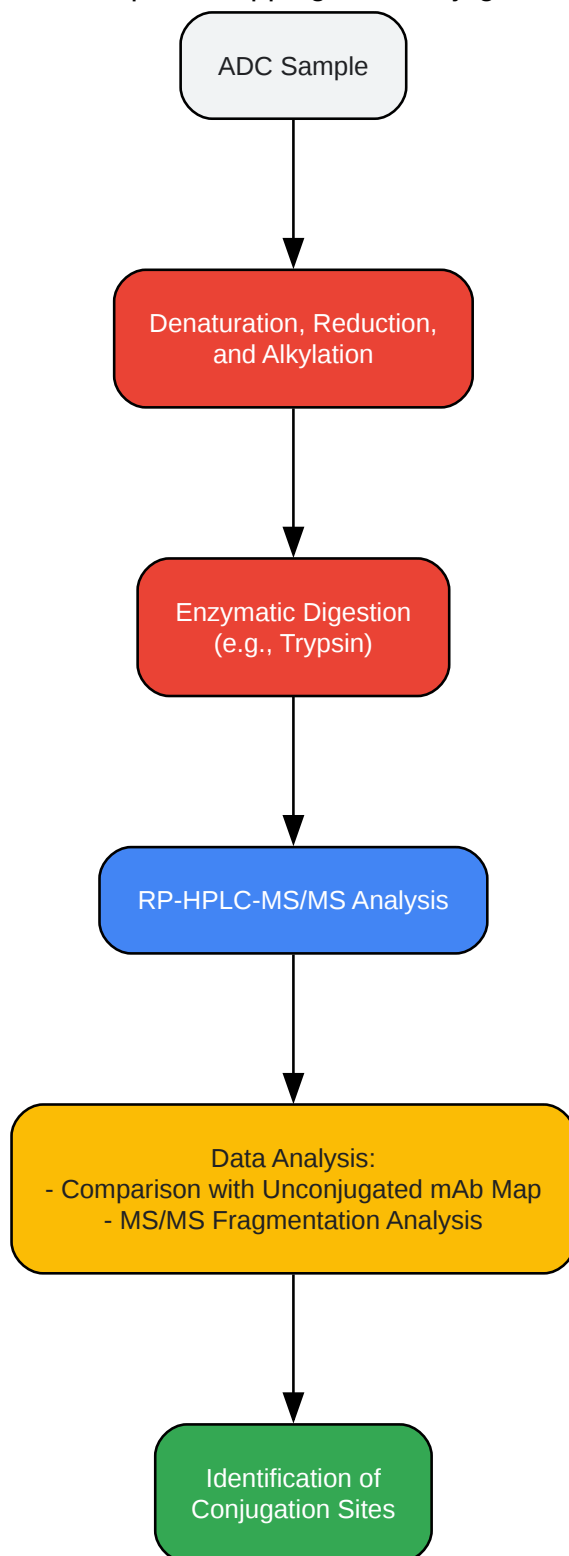 ADC Sample
Denaturation, Reduction,
and Alkylation
Enzymatic Digestion
(e.g., Trypsin)
RP-HPLC-MS/MS Analysis
Data Analysis:
- Comparison with Unconjugated mAb Map
- MS/MS Fragmentation Analysis
Identification of
Conjugation Sites